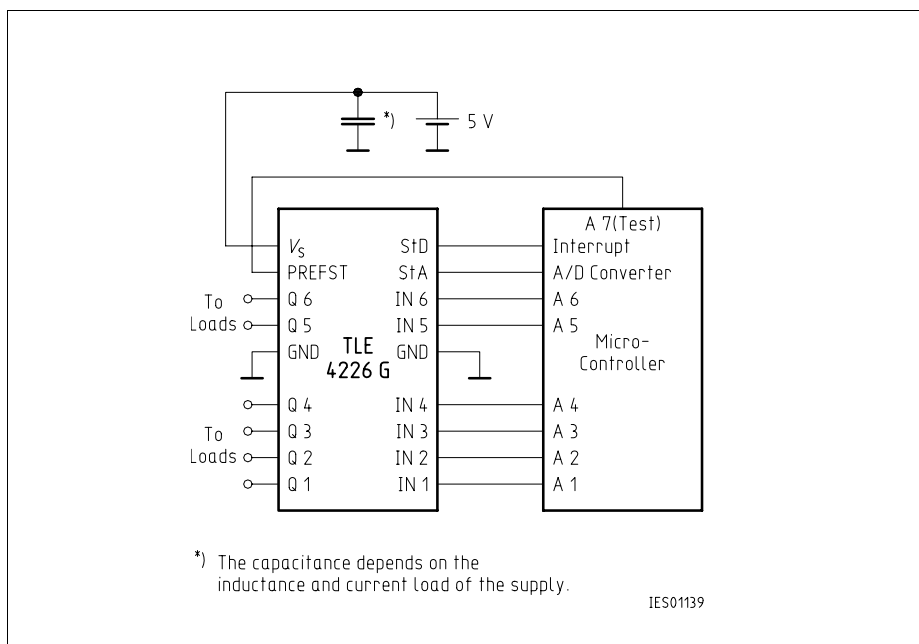 *)
5 V
A 7(Test)
VS StD Interrupt
PREFST StA A/D Converter
To Q 6 IN 6 A 6
Loads Q 5 IN 5 A 5
GND TLE GND Micro-
4226 G Controller
Q 4 IN 4 A 4
To Q 3 IN 3 A 3
Loads Q 2 IN 2 A 2
Q 1 IN 1 A 1
*) The capacitance depends on the
inductance and current load of the supply.
IES01139